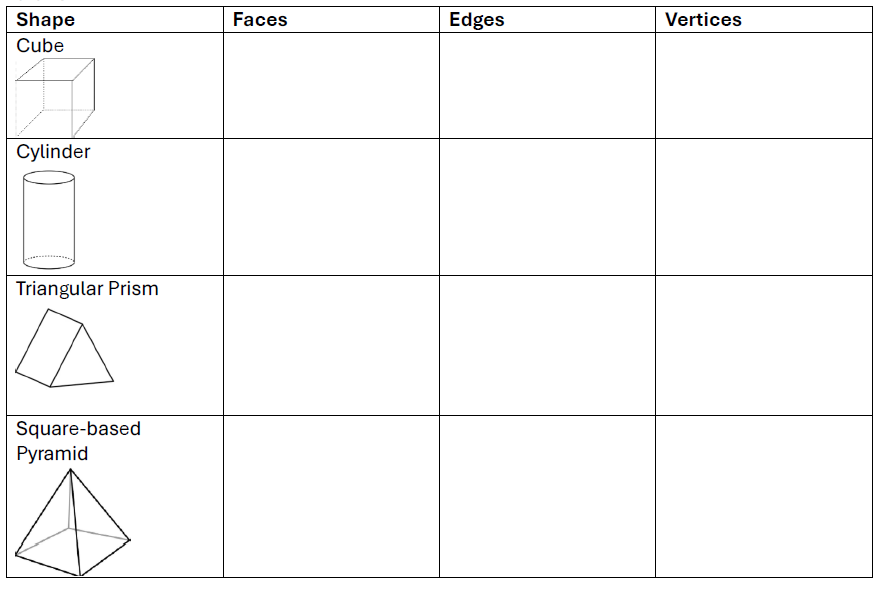 Shape Faces Edges Vertices
Cube
Cylinder
Triangular Prism
Square-based
Pyramid